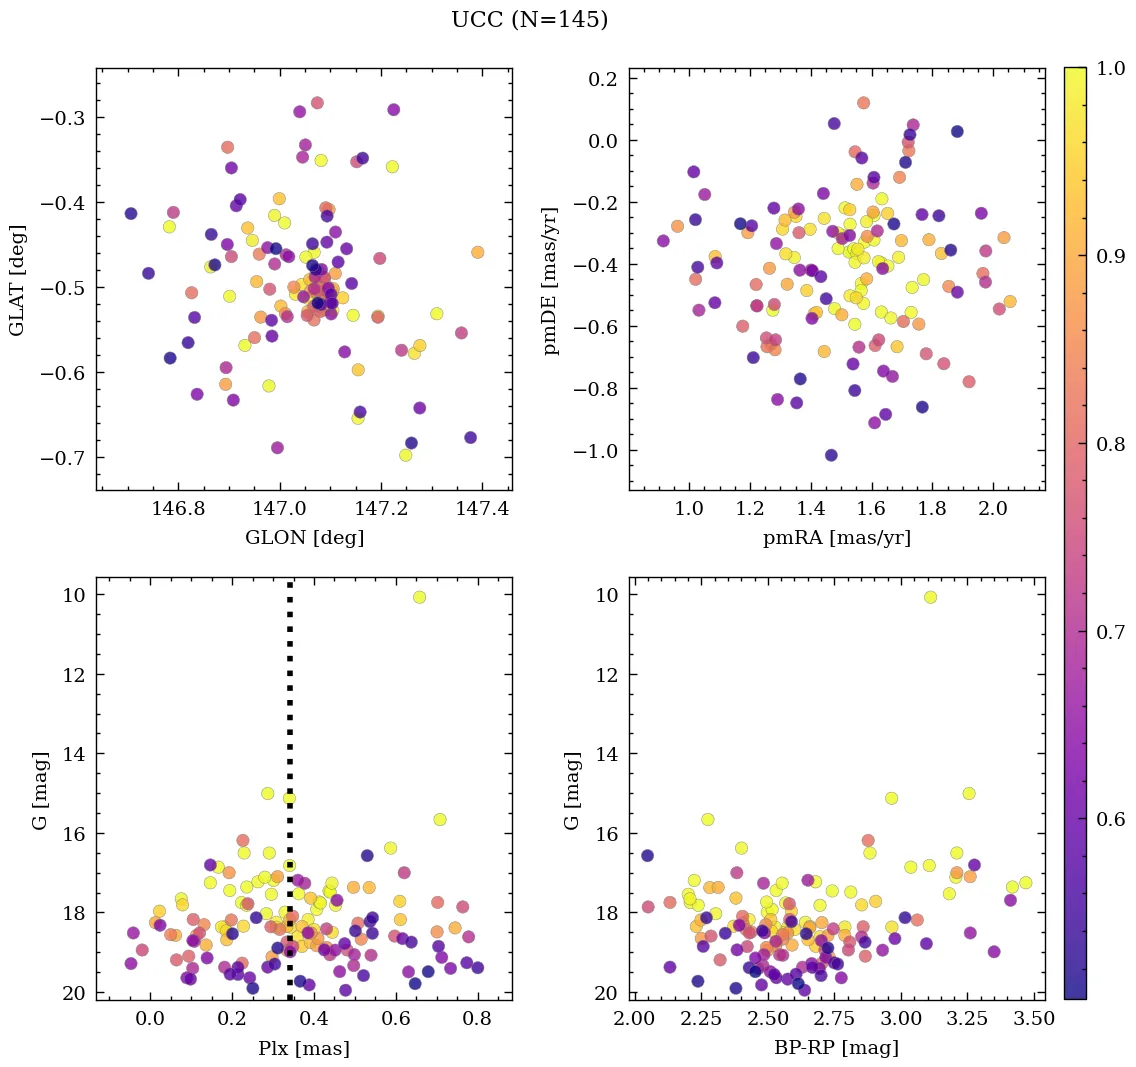 UCC (N=145)
−0.3
−0.4
−0.5
−0.6
−0.7
GLAT [deg]
146.8 147.0 147.2 147.4
GLON [deg]
0.2
0.0
−0.2
−0.4
−0.6
−0.8
−1.0
pmDE [mas/yr]
1.0 1.2 1.4 1.6 1.8 2.0
pmRA [mas/yr]
10
12
14
16
18
20
G [mag]
0.0 0.2 0.4 0.6 0.8
Plx [mas]
10
12
14
16
18
20
G [mag]
2.00 2.25 2.50 2.75 3.00 3.25 3.50
BP-RP [mag]
1.0
0.9
0.8
0.7
0.6